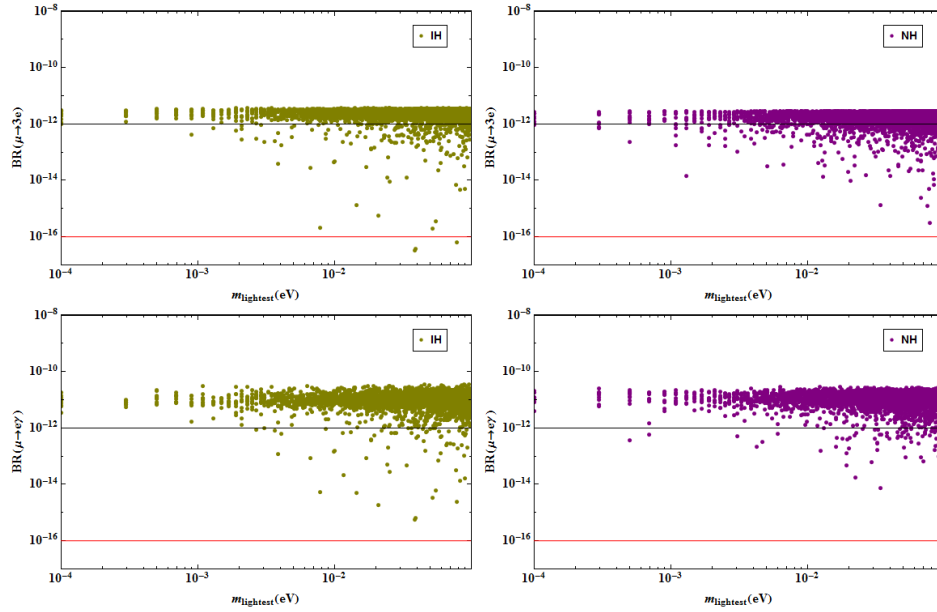 10⁻⁸
10⁻¹⁰
10⁻¹²
10⁻¹⁴
10⁻¹⁶
BR(μ→3e)
IH
10⁻⁴ 10⁻³ 10⁻²
m_lightest(eV)
10⁻⁸
10⁻¹⁰
10⁻¹²
10⁻¹⁴
10⁻¹⁶
BR(μ→3e)
NH
10⁻⁴ 10⁻³ 10⁻²
m_lightest(eV)
10⁻⁸
10⁻¹⁰
10⁻¹²
10⁻¹⁴
10⁻¹⁶
BR(μ→eγ)
IH
10⁻⁴ 10⁻³ 10⁻²
m_lightest(eV)
10⁻⁸
10⁻¹⁰
10⁻¹²
10⁻¹⁴
10⁻¹⁶
BR(μ→eγ)
NH
10⁻⁴ 10⁻³ 10⁻²
m_lightest(eV)